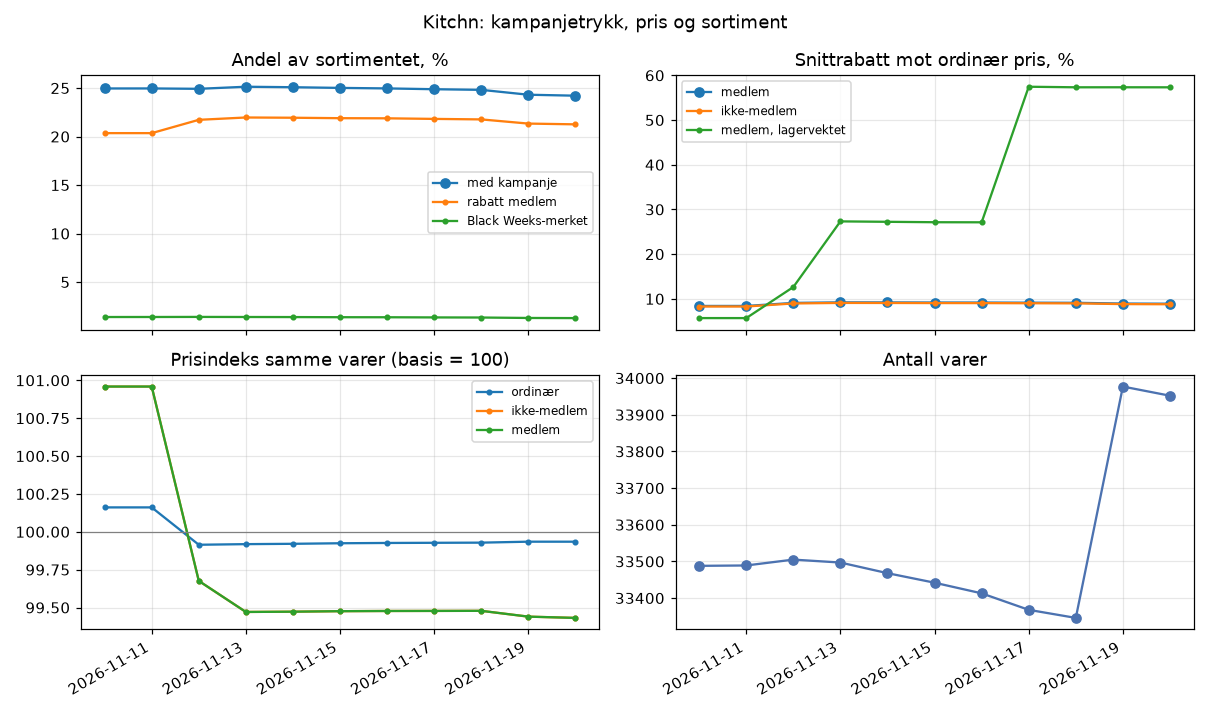 Kitchn: kampanjetrykk, pris og sortiment
Andel av sortimentet, %
25
20
15
10
5
med kampanje
rabatt medlem
Black Weeks-merket
Snittrabatt mot ordinær pris, %
60
50
40
30
20
10
medlem
ikke-medlem
medlem, lagervektet
Prisindeks samme varer (basis = 100)
101.00
100.75
100.50
100.25
100.00
99.75
99.50
ordinær
ikke-medlem
medlem
2026-11-11
2026-11-13
2026-11-15
2026-11-17
2026-11-19
Antall varer
34000
33900
33800
33700
33600
33500
33400
2026-11-11
2026-11-13
2026-11-15
2026-11-17
2026-11-19